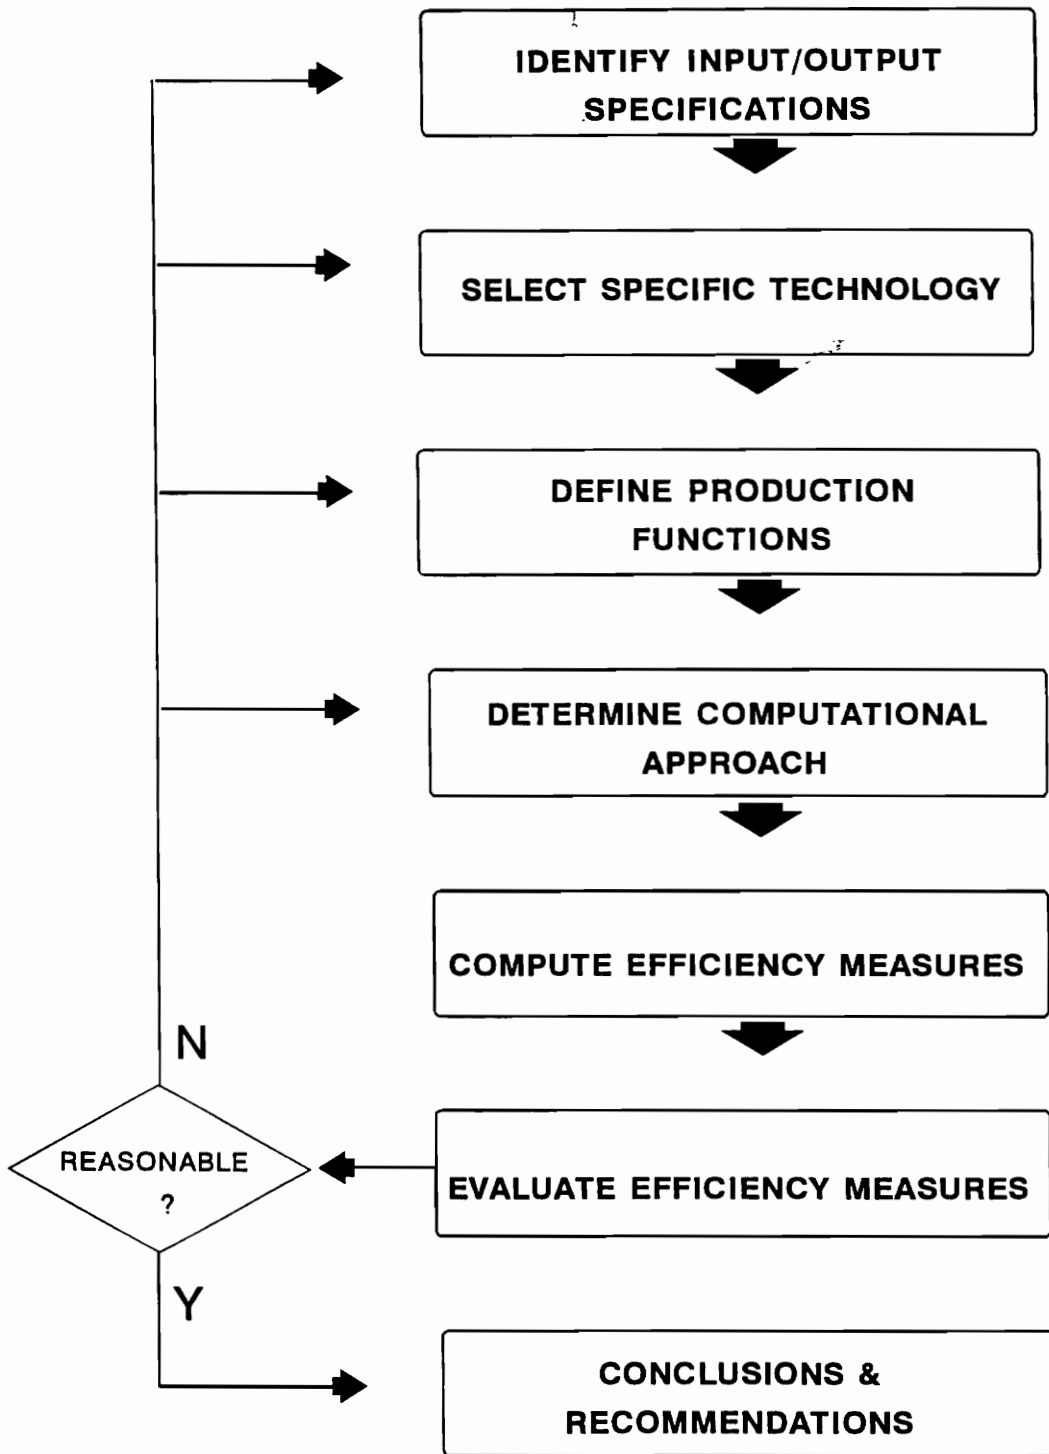 IDENTIFY INPUT/OUTPUT
SPECIFICATIONS
SELECT SPECIFIC TECHNOLOGY
DEFINE PRODUCTION
FUNCTIONS
DETERMINE COMPUTATIONAL
APPROACH
COMPUTE EFFICIENCY MEASURES
N
REASONABLE
?
EVALUATE EFFICIENCY MEASURES
Y
CONCLUSIONS &
RECOMMENDATIONS